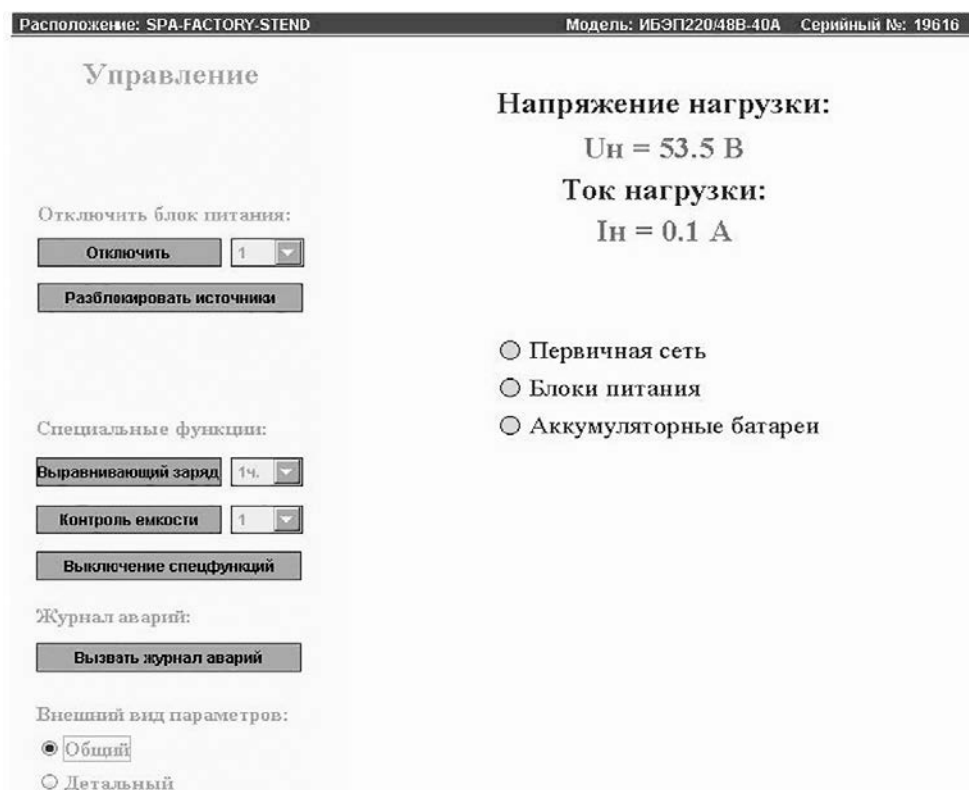 Расположение: SPA-FACTORY-STEND Модель: ИБЭП220/48В-40А Серийный №: 19616
Управление
Отключить блок питания:
Отключить 1
Разблокировать источники
Специальные функции:
Выравнивающий заряд 1ч.
Контроль емкости 1
Выключение спецфункций
Журнал аварий:
Вызвать журнал аварий
Внешний вид параметров:
Общий
Детальный
Напряжение нагрузки:
Uн = 53.5 В
Ток нагрузки:
Iн = 0.1 А
Первичная сеть
Блоки питания
Аккумуляторные батареи